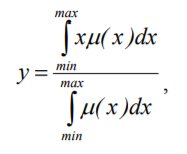 max
∫xμ(x)dx
min
y = ———,
max
∫μ(x)dx
min